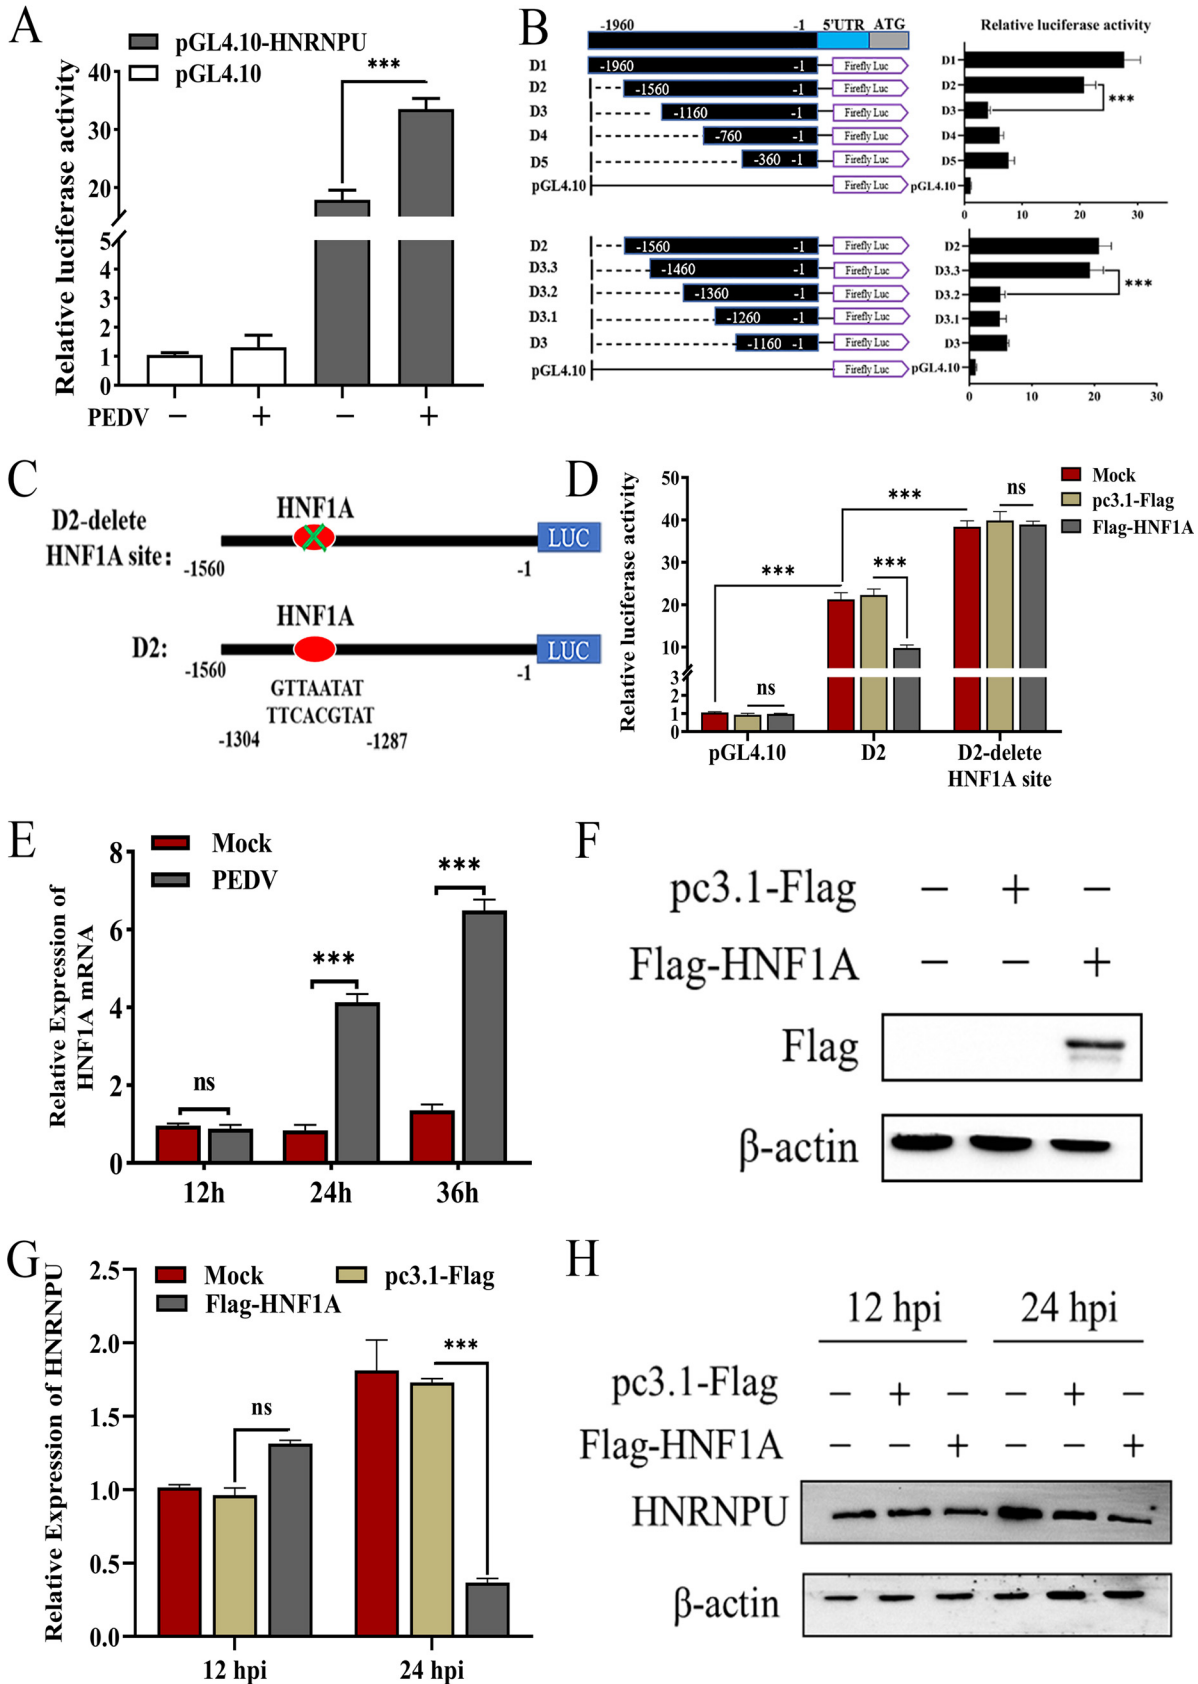 A
pGL4.10-HNRNPU
pGL4.10
***
Relative luciferase activity
40
30
20
5
4
3
2
1
0
PEDV − + − +
B
-1960 -1 5'UTR ATG
D1 -1960 -1 Firefly Luc
D2 -1560 -1 Firefly Luc
D3 -1160 -1 Firefly Luc
D4 -760 -1 Firefly Luc
D5 -360 -1 Firefly Luc
pGL4.10 Firefly Luc
Relative luciferase activity
D1
D2
D3
D4
D5
pGL4.10
***
0 10 20 30
D2 -1560 -1 Firefly Luc
D3.3 -1460 -1 Firefly Luc
D3.2 -1360 -1 Firefly Luc
D3.1 -1260 -1 Firefly Luc
D3 -1160 -1 Firefly Luc
pGL4.10 Firefly Luc
D2
D3.3
D3.2
D3.1
D3
pGL4.10
***
0 10 20 30
C
HNF1A
D2-delete
HNF1A site:
LUC
-1560 -1
HNF1A
D2:
LUC
-1560 -1
GTTAATAT
TTCACGTAT
-1304 -1287
D
Mock
pc3.1-Flag
Flag-HNF1A
Relative luciferase activity
50
40
30
20
10
3
2
1
0
ns
***
***
***
ns
pGL4.10 D2 D2-delete
HNF1A site
E
Mock
PEDV
Relative Expression of
HNF1A mRNA
8
6
4
2
0
ns
***
***
12h 24h 36h
F
pc3.1-Flag − + −
Flag-HNF1A − − +
Flag
β-actin
G
Mock pc3.1-Flag
Flag-HNF1A
Relative Expression of HNRNPU
2.5
2.0
1.5
1.0
0.5
0.0
ns
***
12 hpi 24 hpi
H
12 hpi 24 hpi
pc3.1-Flag − + − − + −
Flag-HNF1A − − + − − +
HNRNPU
β-actin